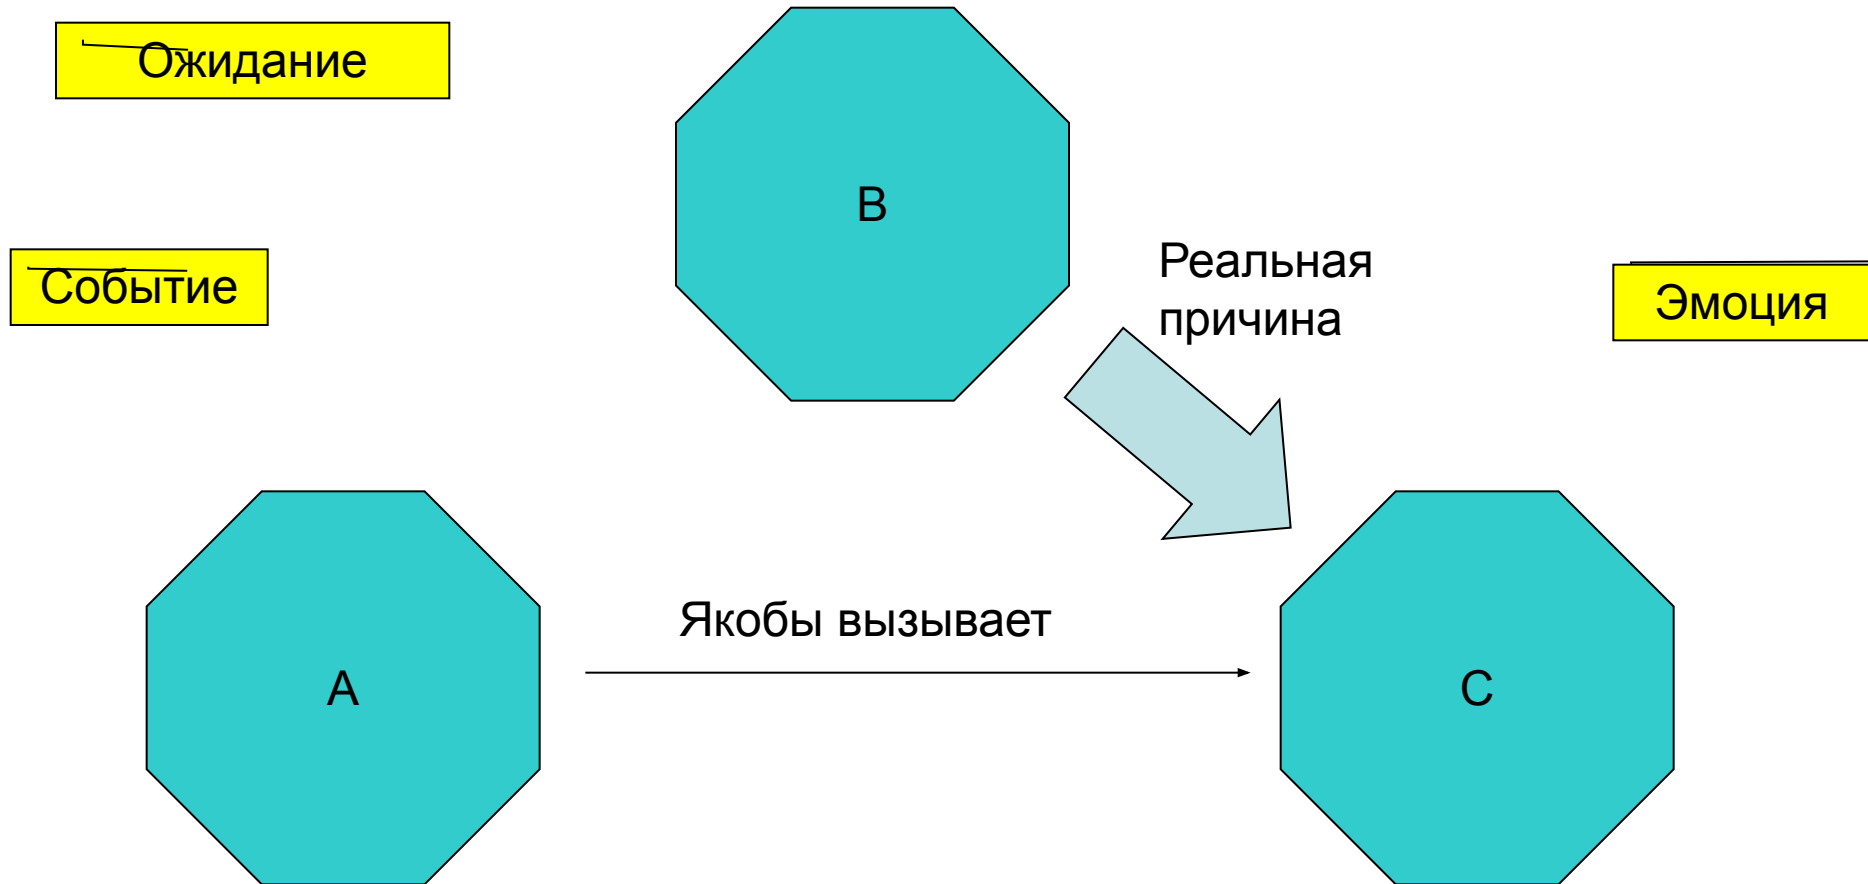 Ожидание
B
Событие
Реальная
причина
Эмоция
Якобы вызывает
A
C